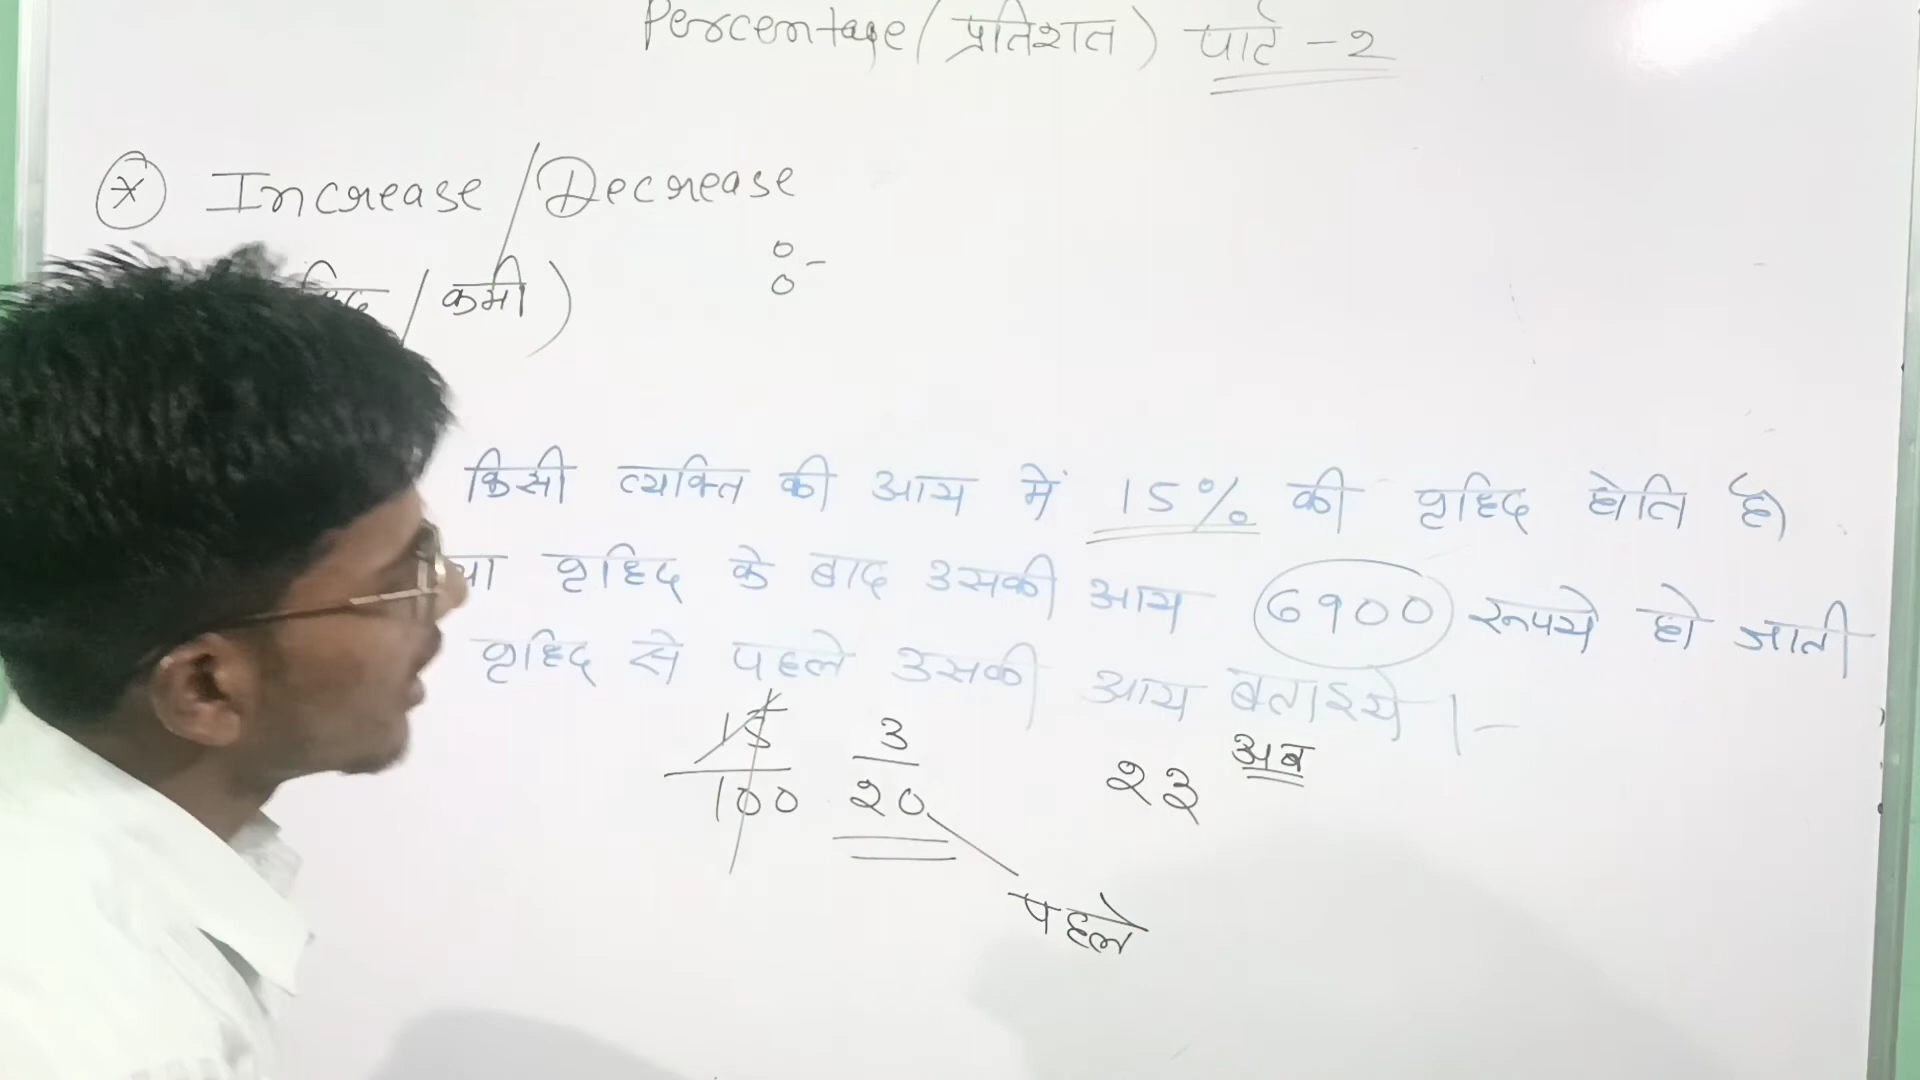 Percentage (प्रतिशत) पार्ट - 2
* Increase / Decrease
/ कमी) :-
किसी व्यक्ति की आय में 15% की वृद्धि होति है।
वृद्धि के बाद उसकी आय 6900 रूपये हो जाती
वृद्धि से पहले उसकी आय बताइये।-
15/100 3/20 23 अब
पहले